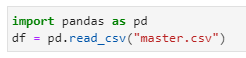 import pandas as pd
df = pd.read_csv("master.csv")